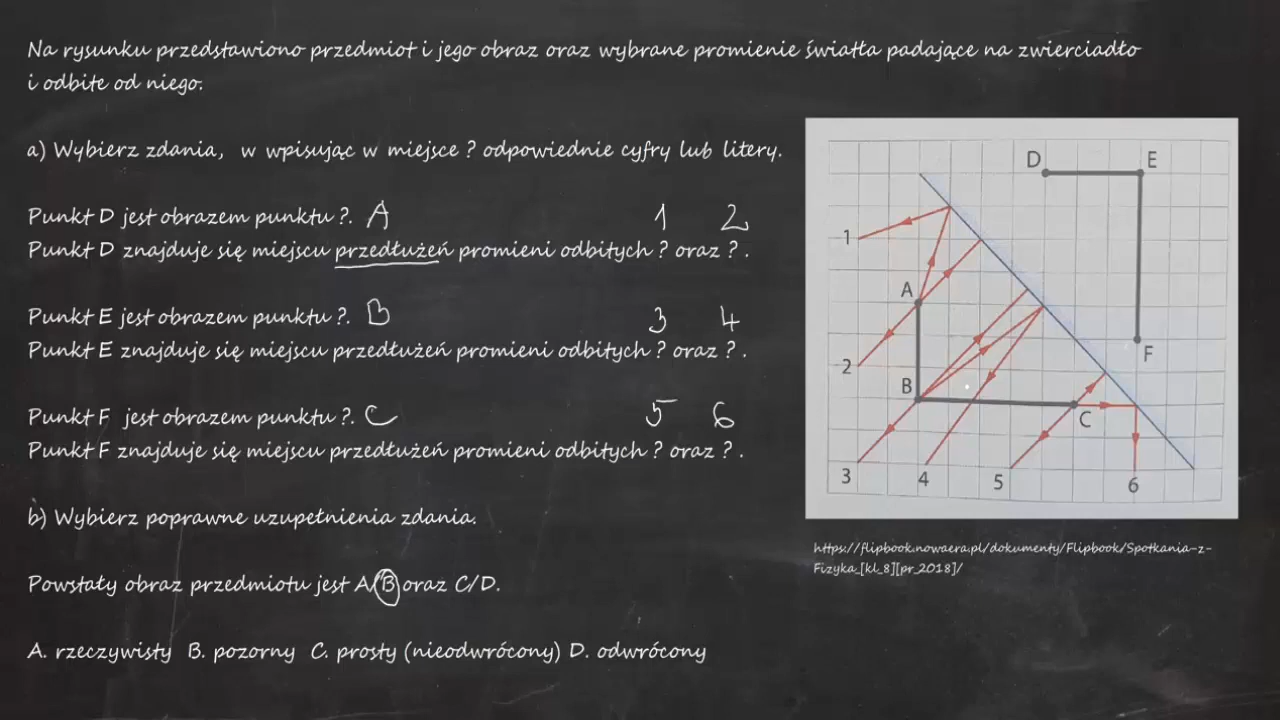 Na rysunku przedstawiono przedmiot i jego obraz oraz wybrane promienie światła padające na zwierciadło
i odbite od niego.
a) Wybierz zdania, w wpisując w miejsce ? odpowiednie cyfry lub litery.
Punkt D jest obrazem punktu ?. A 1 2
Punkt D znajduje się miejscu przedłużeń promieni odbitych ? oraz ? .
Punkt E jest obrazem punktu ?. B 3 4
Punkt E znajduje się miejscu przedłużeń promieni odbitych ? oraz ? .
Punkt F jest obrazem punktu ?. C 5 6
Punkt F znajduje się miejscu przedłużeń promieni odbitych ? oraz ? .
b) Wybierz poprawne uzupełnienia zdania.
Powstały obraz przedmiotu jest A/B oraz C/D.
A. rzeczywisty B. pozorny C. prosty (nieodwrócony) D. odwrócony
D E
1
A
2
F
B
C
3 4 5 6
https://flipbook.nowaera.pl/dokumenty/Flipbook/Spotkania-z-
Fizyka_[kl_8][pr_2018]/